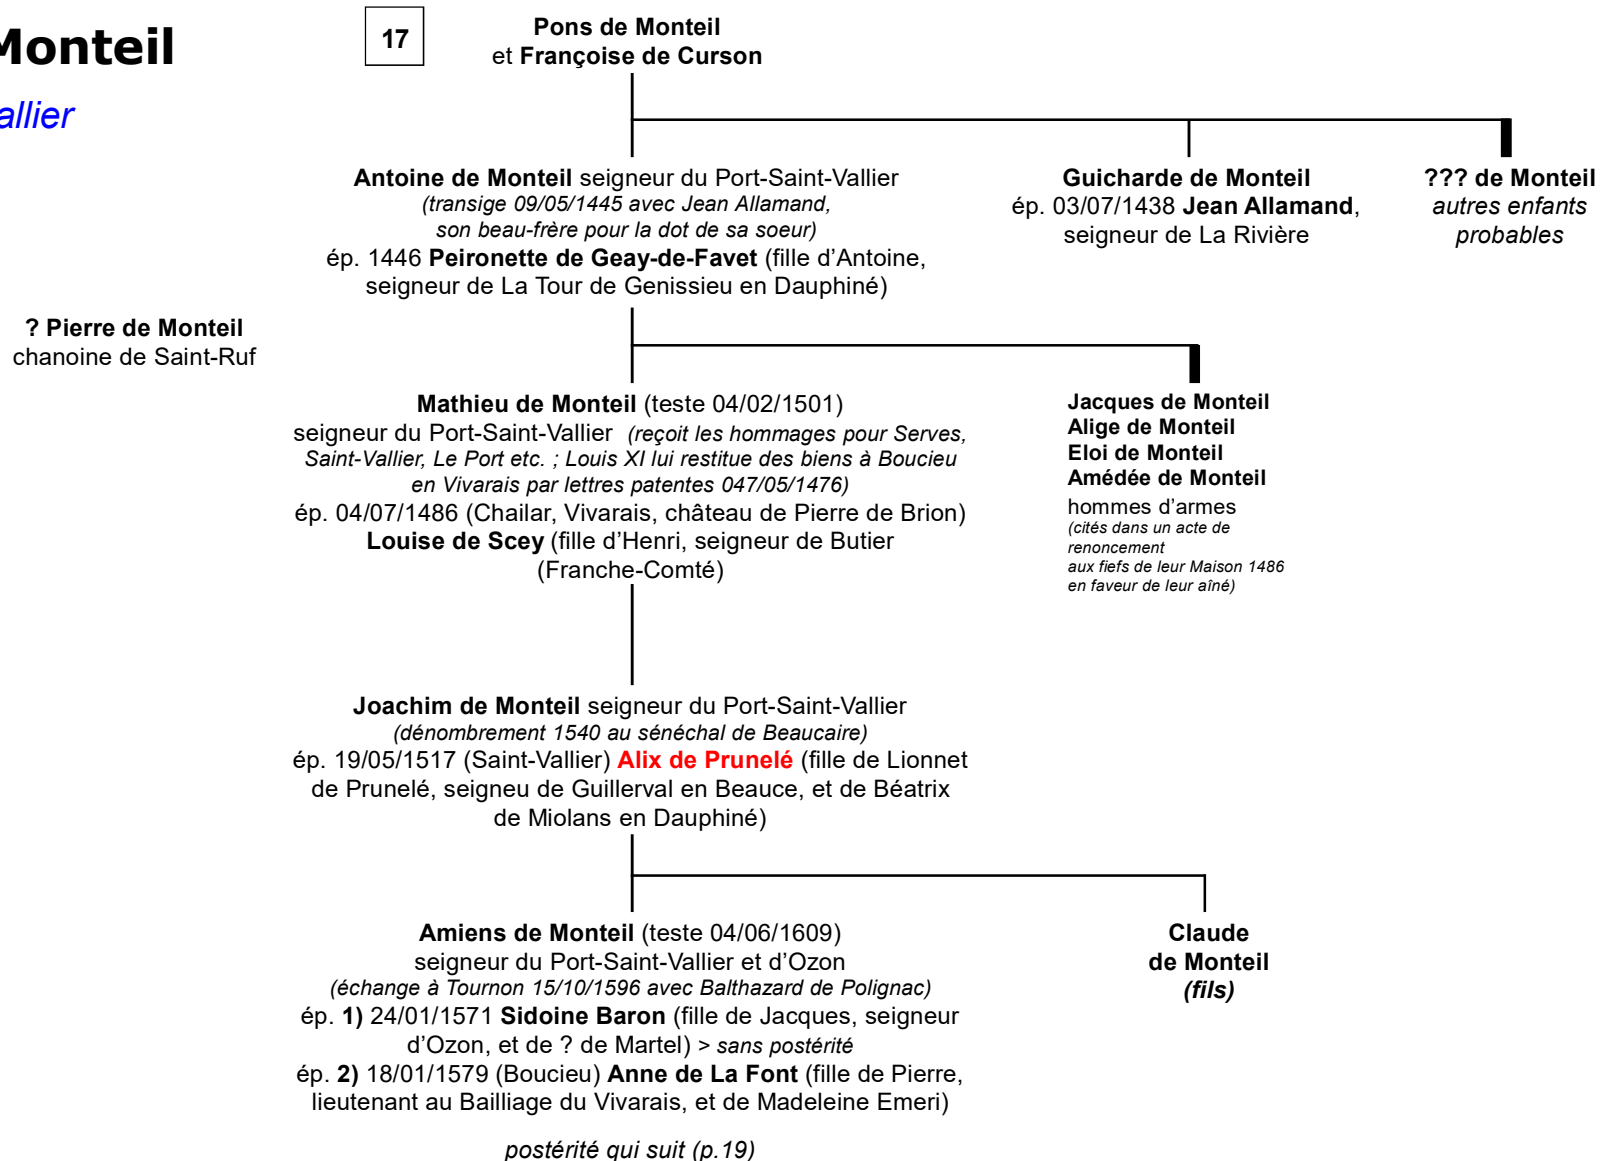 Monteil
allier
17
Pons de Monteil
et Françoise de Curson
Antoine de Monteil seigneur du Port-Saint-Vallier
(transige 09/05/1445 avec Jean Allamand,
son beau-frère pour la dot de sa soeur)
ép. 1446 Peironette de Geay-de-Favet (fille d'Antoine,
seigneur de La Tour de Genissieu en Dauphiné)
Guicharde de Monteil
ép. 03/07/1438 Jean Allamand,
seigneur de La Rivière
??? de Monteil
autres enfants
probables
? Pierre de Monteil
chanoine de Saint-Ruf
Mathieu de Monteil (teste 04/02/1501)
seigneur du Port-Saint-Vallier (reçoit les hommages pour Serves,
Saint-Vallier, Le Port etc. ; Louis XI lui restitue des biens à Boucieu
en Vivarais par lettres patentes 047/05/1476)
ép. 04/07/1486 (Chailar, Vivarais, château de Pierre de Brion)
Louise de Scey (fille d'Henri, seigneur de Butier
(Franche-Comté)
Jacques de Monteil
Alige de Monteil
Eloi de Monteil
Amédée de Monteil
hommes d'armes
(cités dans un acte de
renoncement
aux fiefs de leur Maison 1486
en faveur de leur aîné)
Joachim de Monteil seigneur du Port-Saint-Vallier
(dénombrement 1540 au sénéchal de Beaucaire)
ép. 19/05/1517 (Saint-Vallier) Alix de Prunelé (fille de Lionnet
de Prunelé, seigneu de Guillerval en Beauce, et de Béatrix
de Miolans en Dauphiné)
Amiens de Monteil (teste 04/06/1609)
seigneur du Port-Saint-Vallier et d'Ozon
(échange à Tournon 15/10/1596 avec Balthazard de Polignac)
ép. 1) 24/01/1571 Sidoine Baron (fille de Jacques, seigneur
d'Ozon, et de ? de Martel) > sans postérité
ép. 2) 18/01/1579 (Boucieu) Anne de La Font (fille de Pierre,
lieutenant au Bailliage du Vivarais, et de Madeleine Emeri)
Claude
de Monteil
(fils)
postérité qui suit (p.19)